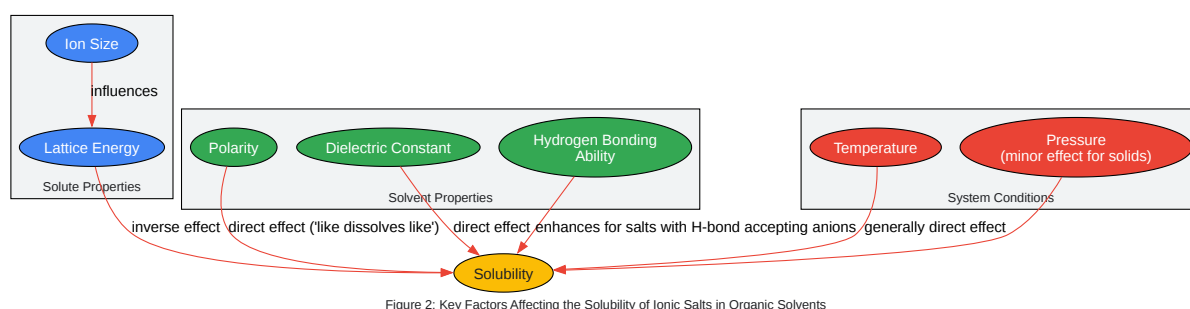 Ion Size
influences
Lattice Energy
Solute Properties
Polarity
Dielectric Constant
Hydrogen Bonding
Ability
Solvent Properties
Temperature
Pressure
(minor effect for solids)
System Conditions
inverse effect
direct effect ('like dissolves like')
direct effect
enhances for salts with H-bond accepting anions
generally direct effect
Solubility
Figure 2: Key Factors Affecting the Solubility of Ionic Salts in Organic Solvents